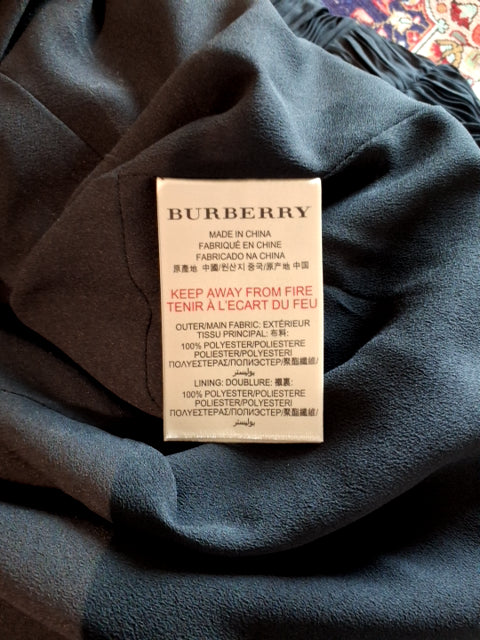 BURBERRY
MADE IN CHINA
FABRIQUÉ EN CHINE
FABRICADO NA CHINA
原產地 中國/원산지 중국/原产地 中国
KEEP AWAY FROM FIRE
TENIR À L'ECART DU FEU
OUTER/MAIN FABRIC: EXTÉRIEUR
TISSU PRINCIPAL: 布料:
100% POLYESTER/POLIESTERE
POLIESTER/POLYESTER/
ПОЛУЕΣТЕРАΣ/ПОЛИЭСТЕР/聚酯纖維/
بوليستر
LINING: DOUBLURE: 襯裏:
100% POLYESTER/POLIESTERE
POLIESTER/POLYESTER/
ΠΟΛΥΕΣΤΕΡΑΣ/ПОЛИЭСТЕР/聚酯纖維/
بوليستر